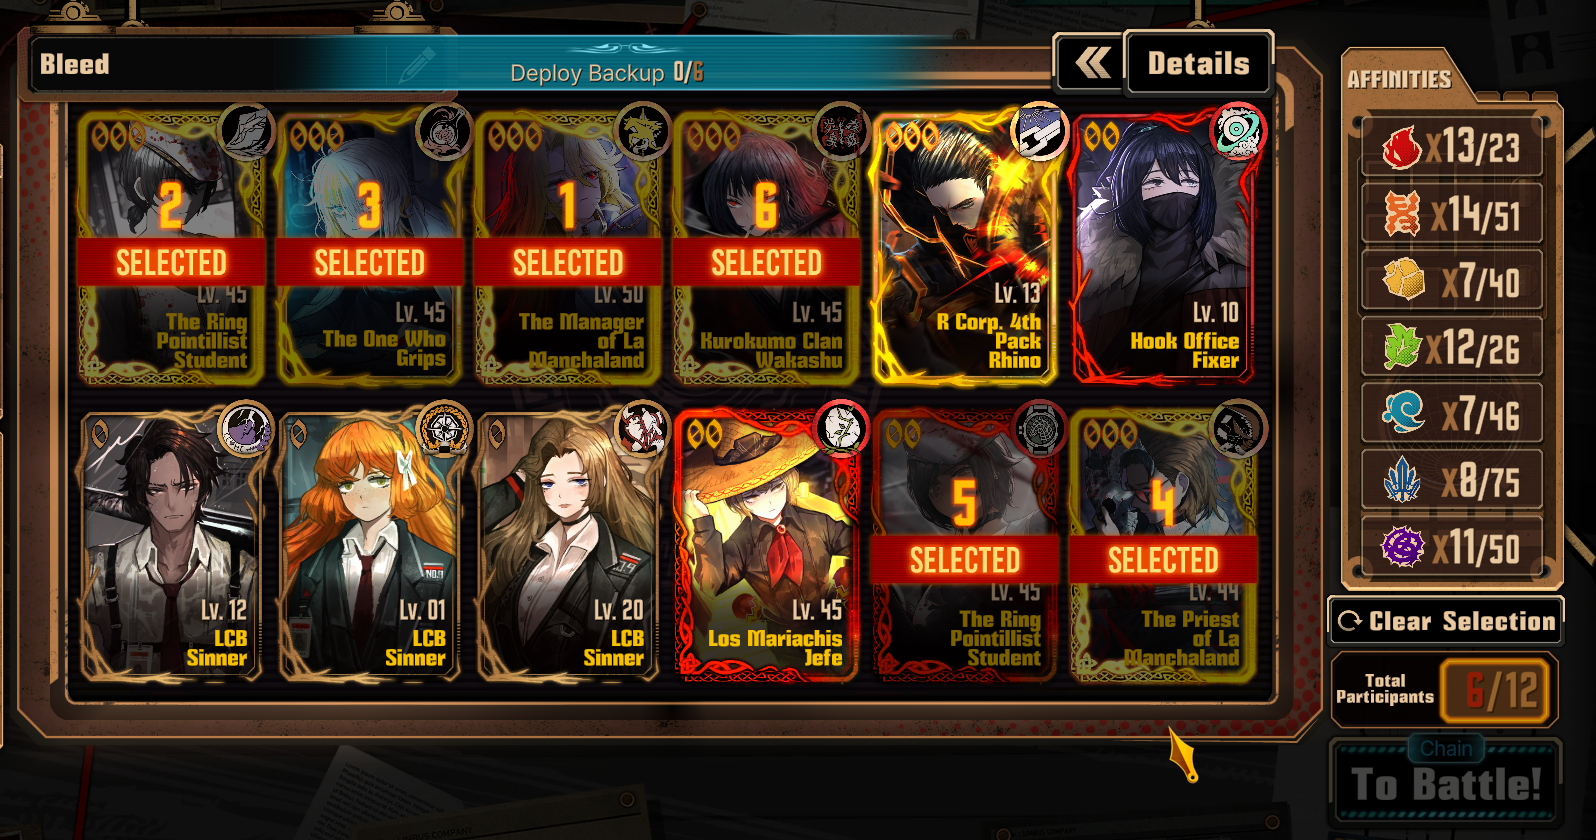 Bleed
Deploy Backup 0/6
Details
AFFINITIES
2
SELECTED
Lv. 45
The Ring
Pointillist
Student
3
SELECTED
Lv. 45
The One Who
Grips
1
SELECTED
Lv. 50
The Manager
of La
Manchaland
6
SELECTED
Lv. 45
Kurokumo Clan
Wakashu
Lv. 13
R Corp. 4th
Pack
Rhino
Lv. 10
Hook Office
Fixer
Lv. 12
LCB
Sinner
Lv. 01
LCB
Sinner
Lv. 20
LCB
Sinner
Lv. 45
Los Mariachis
Jefe
5
SELECTED
Lv. 45
The Ring
Pointillist
Student
4
SELECTED
Lv. 44
The Priest
of La
Manchaland
X13/23
X14/51
X7/40
X12/26
X7/46
X8/75
X11/50
Clear Selection
Total
Participants
6/12
Chain
To Battle!